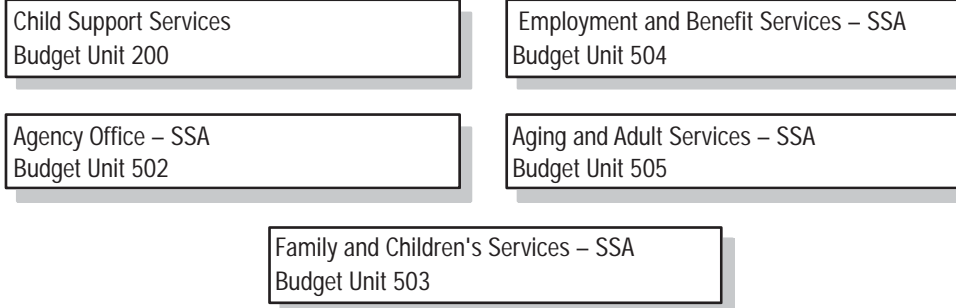 Child Support Services
Budget Unit 200
Employment and Benefit Services – SSA
Budget Unit 504
Agency Office – SSA
Budget Unit 502
Aging and Adult Services – SSA
Budget Unit 505
Family and Children's Services – SSA
Budget Unit 503